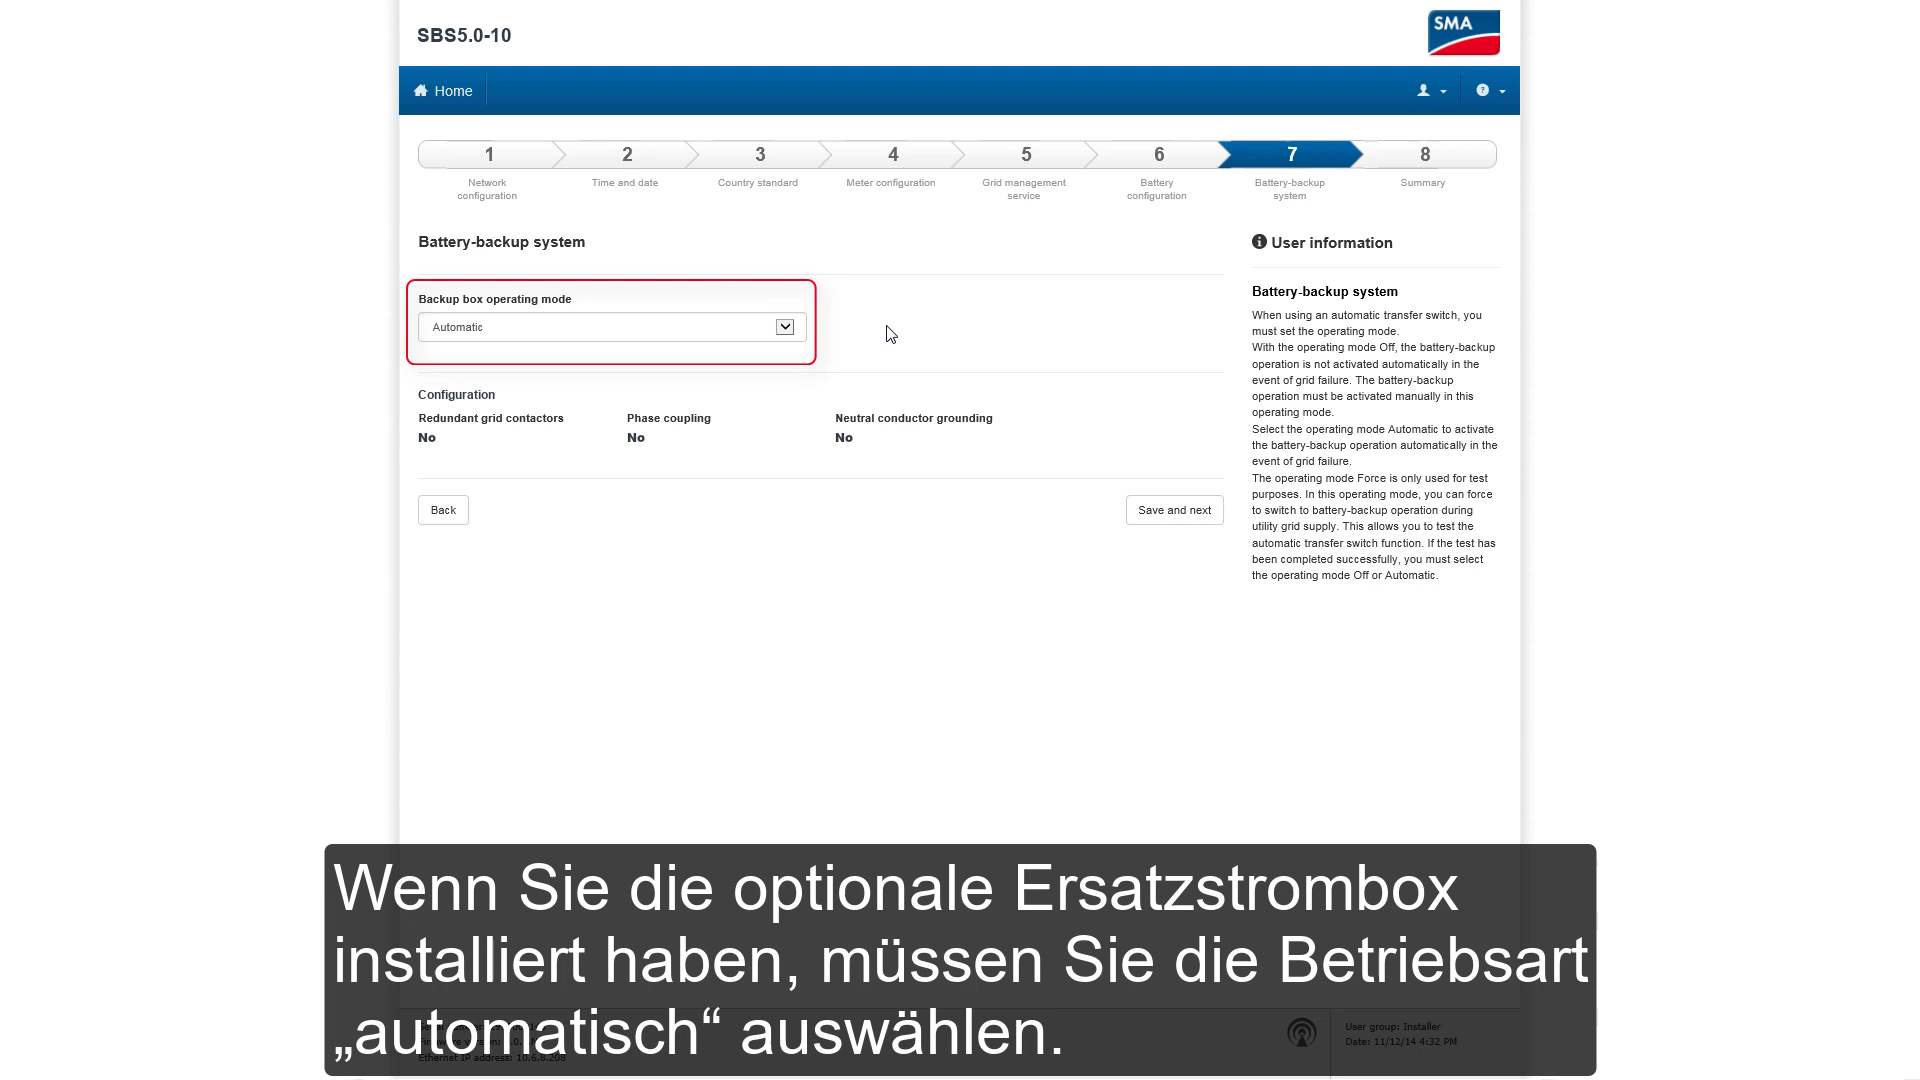 SBS5.0-10
SMA
Home
1
2
3
4
5
6
7
8
Network
configuration
Time and date
Country standard
Meter configuration
Grid management
service
Battery
configuration
Battery-backup
system
Summary
Battery-backup system
Backup box operating mode
Automatic
Configuration
Redundant grid contactors
No
Phase coupling
No
Neutral conductor grounding
No
Back
Save and next
User information
Battery-backup system
When using an automatic transfer switch, you
must set the operating mode.
With the operating mode Off, the battery-backup
operation is not activated automatically in the
event of grid failure. The battery-backup
operation must be activated manually in this
operating mode.
Select the operating mode Automatic to activate
the battery-backup operation automatically in the
event of grid failure.
The operating mode Force is only used for test
purposes. In this operating mode, you can force
to switch to battery-backup operation during
utility grid supply. This allows you to test the
automatic transfer switch function. If the test has
been completed successfully, you must select
the operating mode Off or Automatic.
Wenn Sie die optionale Ersatzstrombox
installiert haben, müssen Sie die Betriebsart
„automatisch“ auswählen.
Ethernet IP address: 10.6.8.208
User group: Installer
Date: 11/12/14 4:32 PM